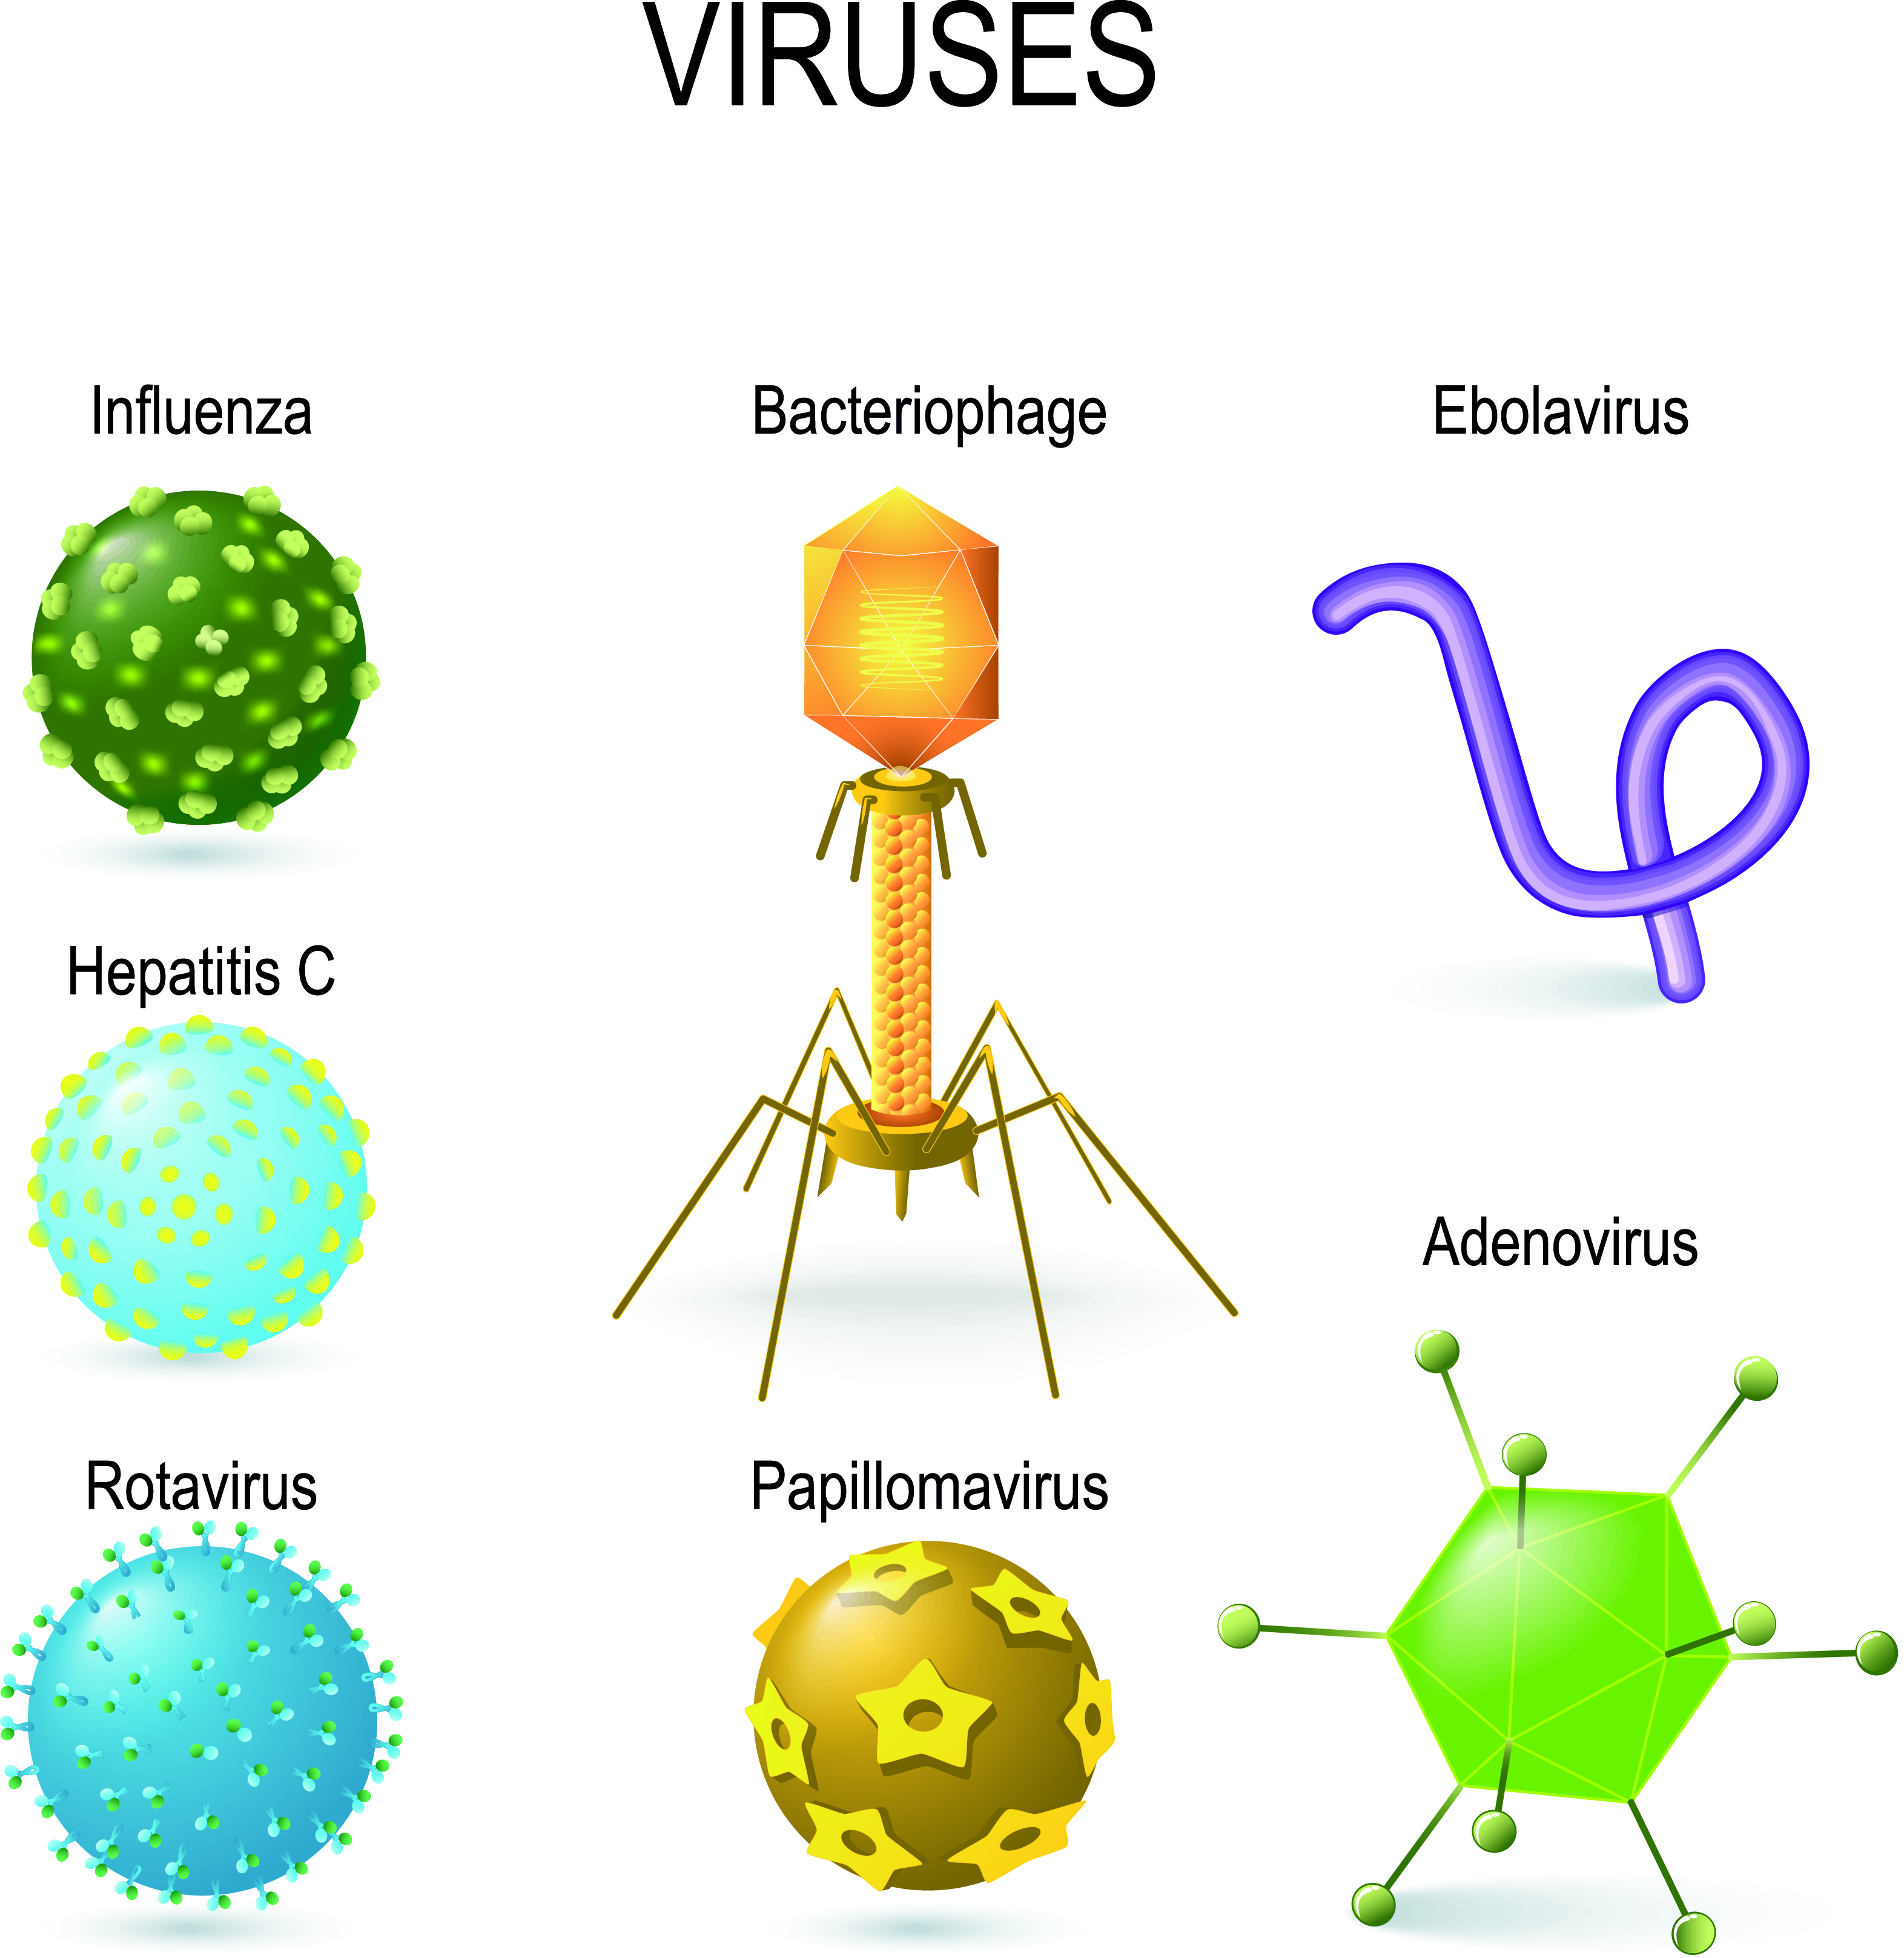 VIRUSES
Influenza
Bacteriophage
Ebolavirus
Hepatitis C
Adenovirus
Rotavirus
Papillomavirus